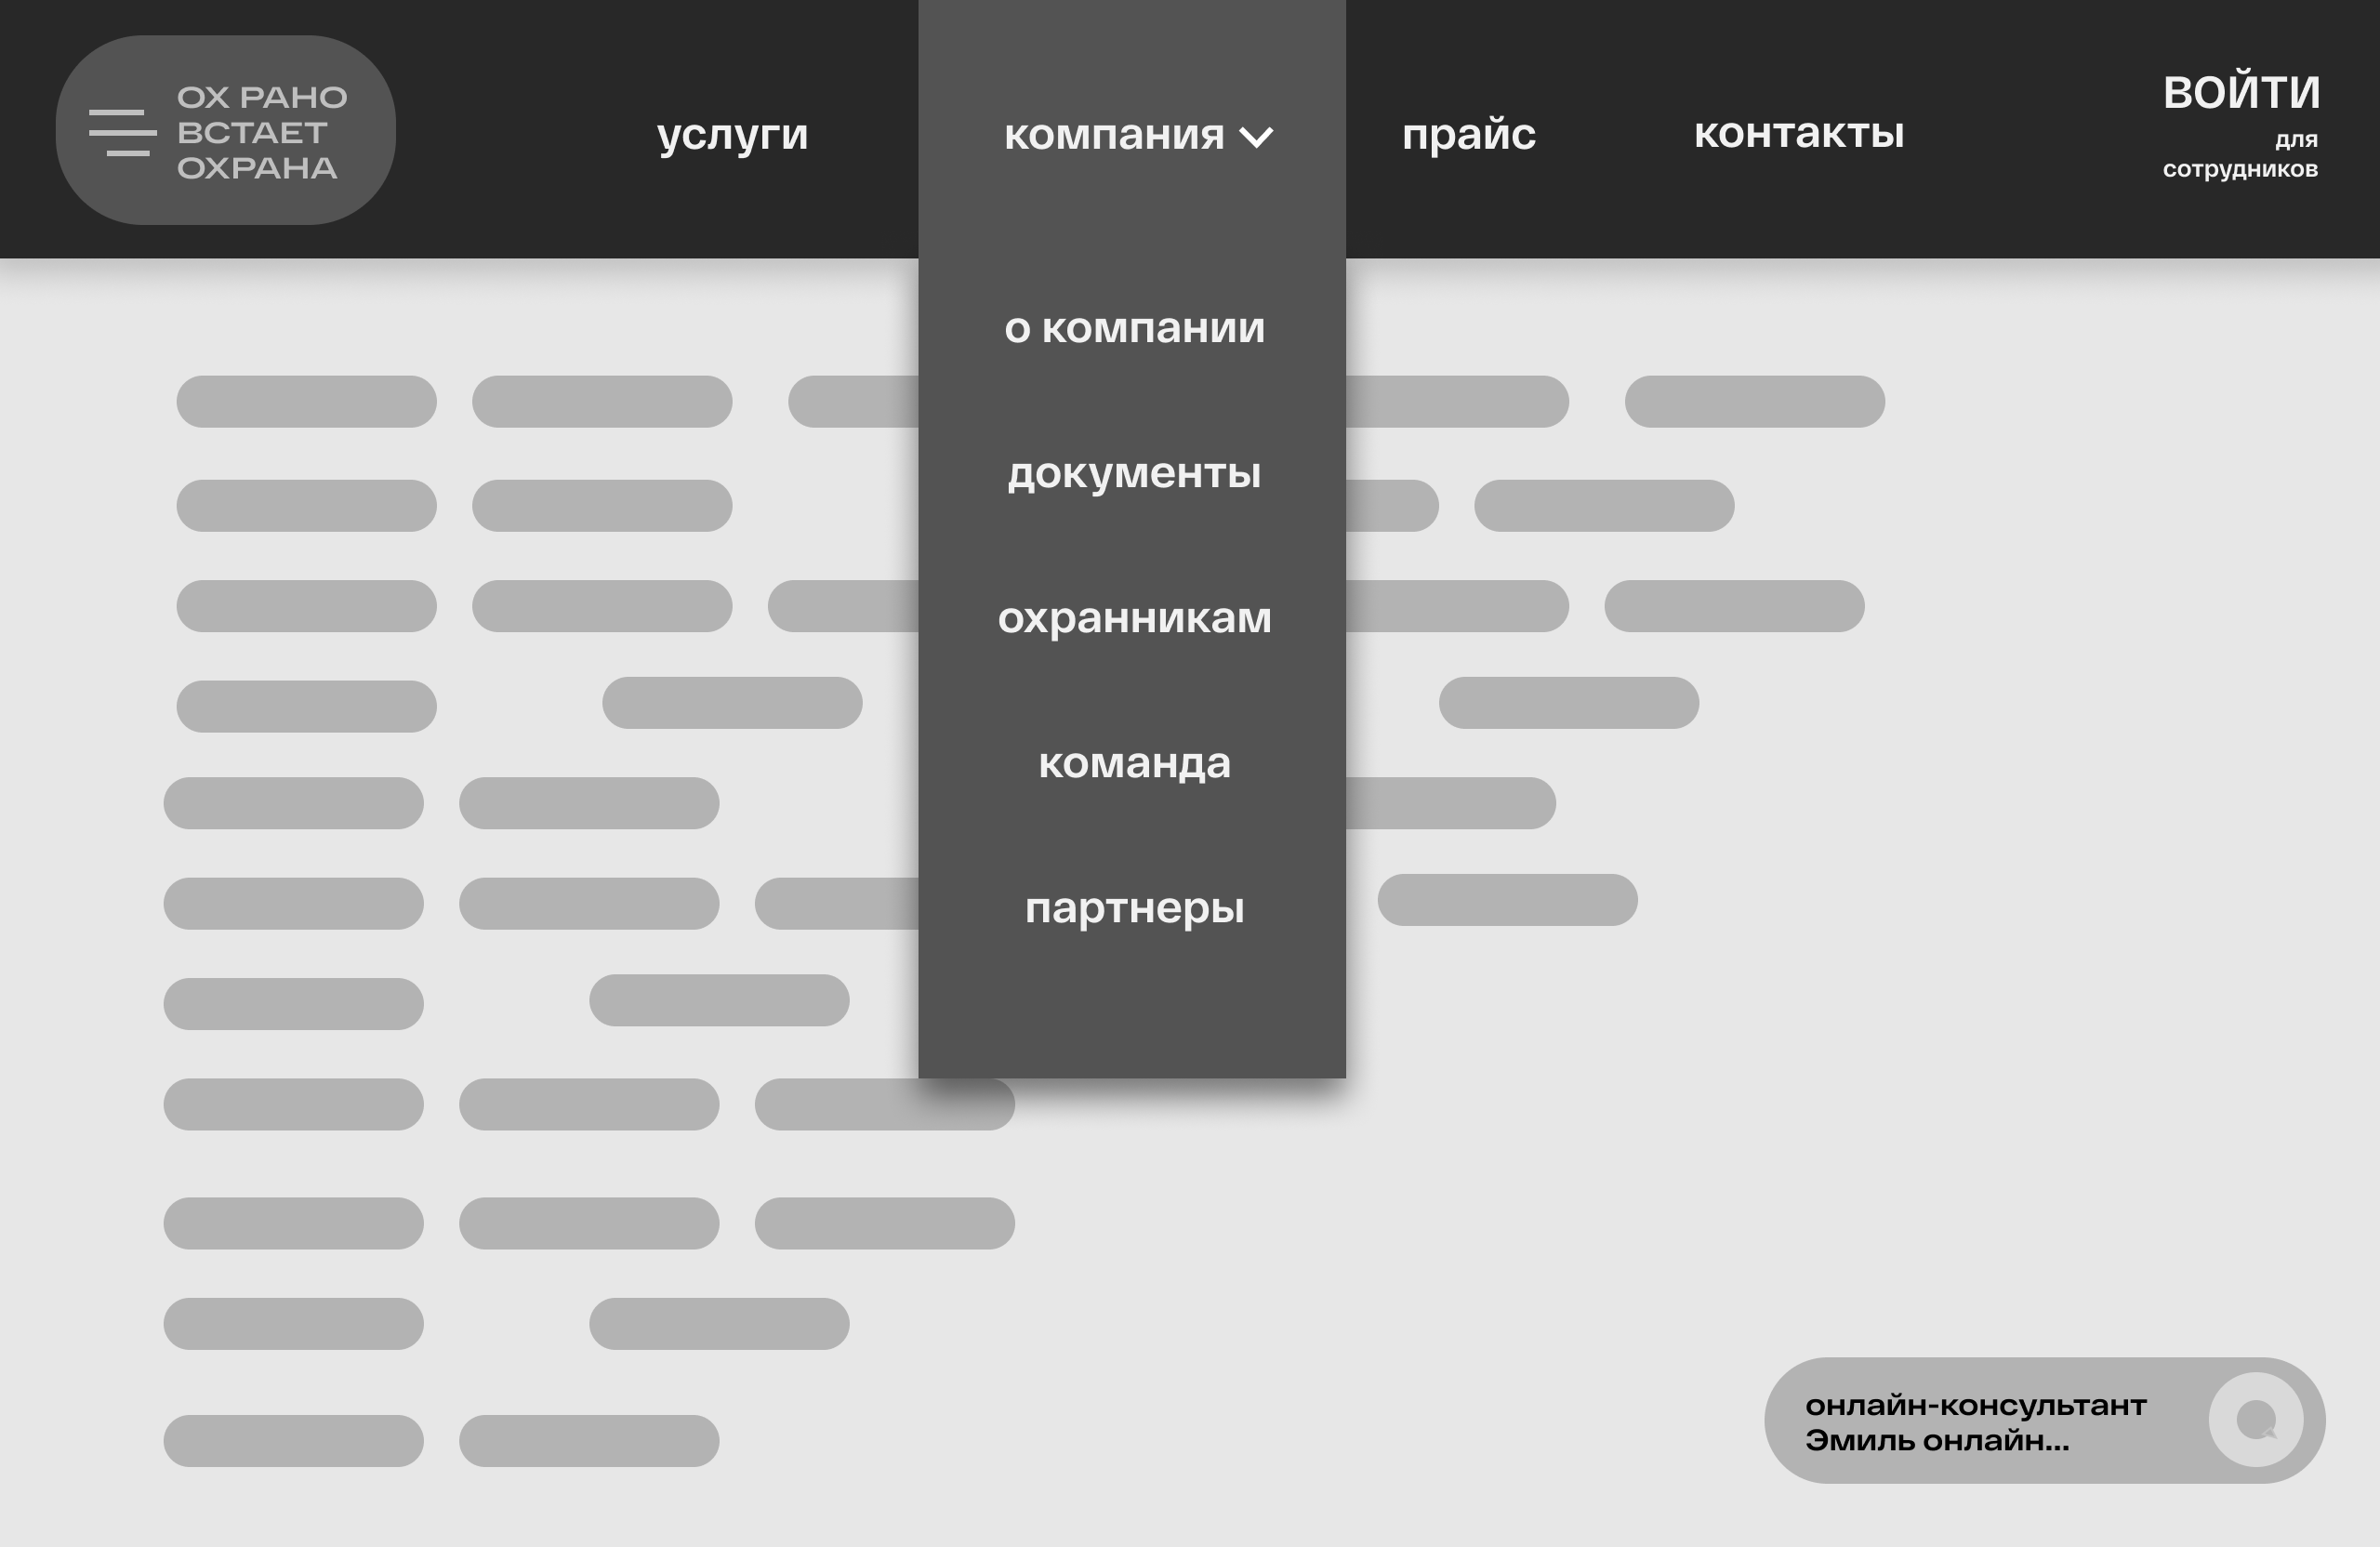 ОХ РАНО
ВСТАЕТ
ОХРАНА
услуги
компания
прайс
контакты
ВОЙТИ
для
сотрудников
о компании
документы
охранникам
команда
партнеры
онлайн-консультант
Эмиль онлайн...